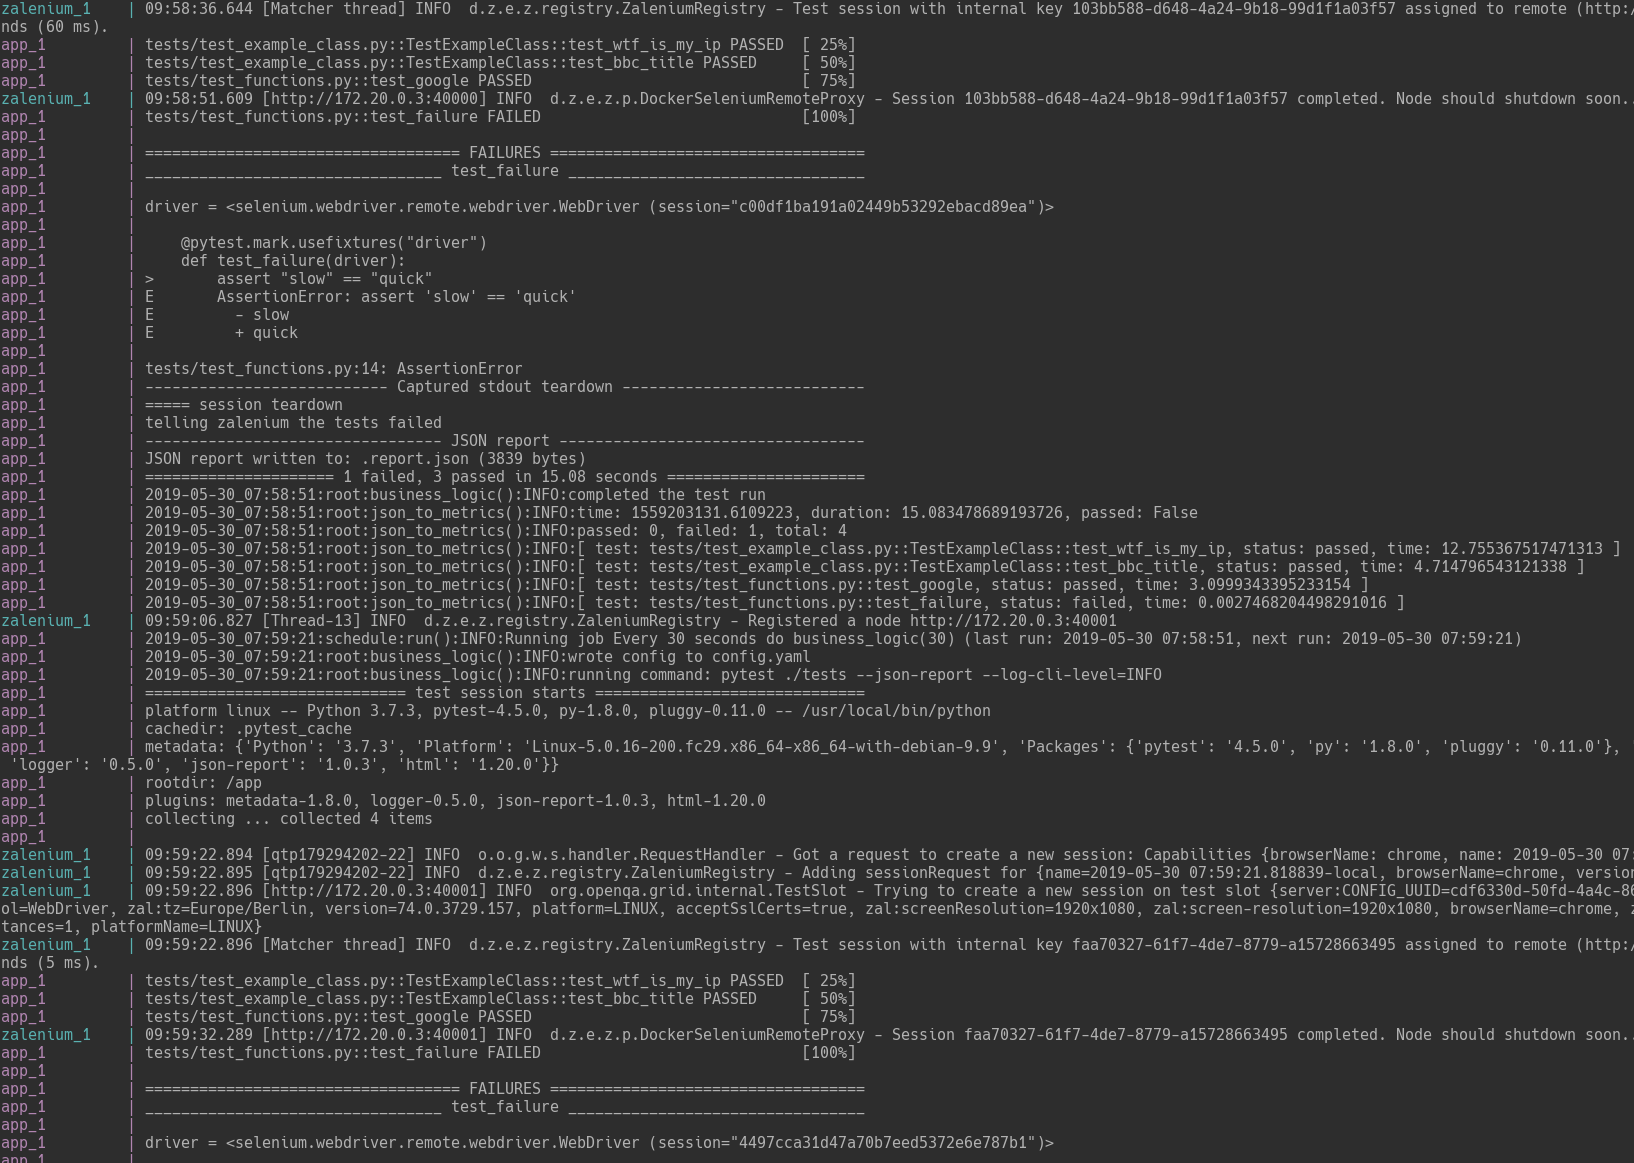 zalenium_1    | 09:58:36.644 [Matcher thread] INFO  d.z.e.z.registry.ZaleniumRegistry - Test session with internal key 103bb588-d648-4a24-9b18-99d1f1a03f57 assigned to remote (http:/
nds (60 ms).
app_1         | tests/test_example_class.py::TestExampleClass::test_wtf_is_my_ip PASSED  [ 25%]
app_1         | tests/test_example_class.py::TestExampleClass::test_bbc_title PASSED     [ 50%]
app_1         | tests/test_functions.py::test_google PASSED                              [ 75%]
zalenium_1    | 09:58:51.609 [http://172.20.0.3:40000] INFO  d.z.e.z.p.DockerSeleniumRemoteProxy - Session 103bb588-d648-4a24-9b18-99d1f1a03f57 completed. Node should shutdown soon..
app_1         | tests/test_functions.py::test_failure FAILED                             [100%]
app_1         |
app_1         | =================================== FAILURES ===================================
app_1         | _________________________________ test_failure _________________________________
app_1         |
app_1         | driver = <selenium.webdriver.remote.webdriver.WebDriver (session="c00df1ba191a02449b53292ebacd89ea")>
app_1         |
app_1         |     @pytest.mark.usefixtures("driver")
app_1         |     def test_failure(driver):
app_1         | >       assert "slow" == "quick"
app_1         | E       AssertionError: assert 'slow' == 'quick'
app_1         | E         - slow
app_1         | E         + quick
app_1         |
app_1         | tests/test_functions.py:14: AssertionError
app_1         | --------------------------- Captured stdout teardown ---------------------------
app_1         | ===== session teardown
app_1         | telling zalenium the tests failed
app_1         | --------------------------------- JSON report ----------------------------------
app_1         | JSON report written to: .report.json (3839 bytes)
app_1         | ===================== 1 failed, 3 passed in 15.08 seconds ======================
app_1         | 2019-05-30_07:58:51:root:business_logic():INFO:completed the test run
app_1         | 2019-05-30_07:58:51:root:json_to_metrics():INFO:time: 1559203131.6109223, duration: 15.083478689193726, passed: False
app_1         | 2019-05-30_07:58:51:root:json_to_metrics():INFO:passed: 0, failed: 1, total: 4
app_1         | 2019-05-30_07:58:51:root:json_to_metrics():INFO:[ test: tests/test_example_class.py::TestExampleClass::test_wtf_is_my_ip, status: passed, time: 12.755367517471313 ]
app_1         | 2019-05-30_07:58:51:root:json_to_metrics():INFO:[ test: tests/test_example_class.py::TestExampleClass::test_bbc_title, status: passed, time: 4.714796543121338 ]
app_1         | 2019-05-30_07:58:51:root:json_to_metrics():INFO:[ test: tests/test_functions.py::test_google, status: passed, time: 3.0999343395233154 ]
app_1         | 2019-05-30_07:58:51:root:json_to_metrics():INFO:[ test: tests/test_functions.py::test_failure, status: failed, time: 0.0027468204498291016 ]
zalenium_1    | 09:59:06.827 [Thread-13] INFO  d.z.e.z.registry.ZaleniumRegistry - Registered a node http://172.20.0.3:40001
app_1         | 2019-05-30_07:59:21:schedule:run():INFO:Running job Every 30 seconds do business_logic(30) (last run: 2019-05-30 07:58:51, next run: 2019-05-30 07:59:21)
app_1         | 2019-05-30_07:59:21:root:business_logic():INFO:wrote config to config.yaml
app_1         | 2019-05-30_07:59:21:root:business_logic():INFO:running command: pytest ./tests --json-report --log-cli-level=INFO
app_1         | ============================= test session starts ==============================
app_1         | platform linux -- Python 3.7.3, pytest-4.5.0, py-1.8.0, pluggy-0.11.0 -- /usr/local/bin/python
app_1         | cachedir: .pytest_cache
app_1         | metadata: {'Python': '3.7.3', 'Platform': 'Linux-5.0.16-200.fc29.x86_64-x86_64-with-debian-9.9', 'Packages': {'pytest': '4.5.0', 'py': '1.8.0', 'pluggy': '0.11.0'}, '
 'logger': '0.5.0', 'json-report': '1.0.3', 'html': '1.20.0'}}
app_1         | rootdir: /app
app_1         | plugins: metadata-1.8.0, logger-0.5.0, json-report-1.0.3, html-1.20.0
app_1         | collecting ... collected 4 items
app_1         |
zalenium_1    | 09:59:22.894 [qtp179294202-22] INFO  o.o.g.w.s.handler.RequestHandler - Got a request to create a new session: Capabilities {browserName: chrome, name: 2019-05-30 07:
zalenium_1    | 09:59:22.895 [qtp179294202-22] INFO  d.z.e.z.registry.ZaleniumRegistry - Adding sessionRequest for {name=2019-05-30 07:59:21.818839-local, browserName=chrome, version
zalenium_1    | 09:59:22.896 [http://172.20.0.3:40001] INFO  org.openqa.grid.internal.TestSlot - Trying to create a new session on test slot {server:CONFIG_UUID=cdf6330d-50fd-4a4c-86
ol=WebDriver, zal:tz=Europe/Berlin, version=74.0.3729.157, platform=LINUX, acceptSslCerts=true, zal:screenResolution=1920x1080, zal:screen-resolution=1920x1080, browserName=chrome, z
tances=1, platformName=LINUX}
zalenium_1    | 09:59:22.896 [Matcher thread] INFO  d.z.e.z.registry.ZaleniumRegistry - Test session with internal key faa70327-61f7-4de7-8779-a15728663495 assigned to remote (http:/
nds (5 ms).
app_1         | tests/test_example_class.py::TestExampleClass::test_wtf_is_my_ip PASSED  [ 25%]
app_1         | tests/test_example_class.py::TestExampleClass::test_bbc_title PASSED     [ 50%]
app_1         | tests/test_functions.py::test_google PASSED                              [ 75%]
zalenium_1    | 09:59:32.289 [http://172.20.0.3:40001] INFO  d.z.e.z.p.DockerSeleniumRemoteProxy - Session faa70327-61f7-4de7-8779-a15728663495 completed. Node should shutdown soon..
app_1         | tests/test_functions.py::test_failure FAILED                             [100%]
app_1         |
app_1         | =================================== FAILURES ===================================
app_1         | _________________________________ test_failure _________________________________
app_1         |
app_1         | driver = <selenium.webdriver.remote.webdriver.WebDriver (session="4497cca31d47a70b7eed5372e6e787b1")>
app_1         |